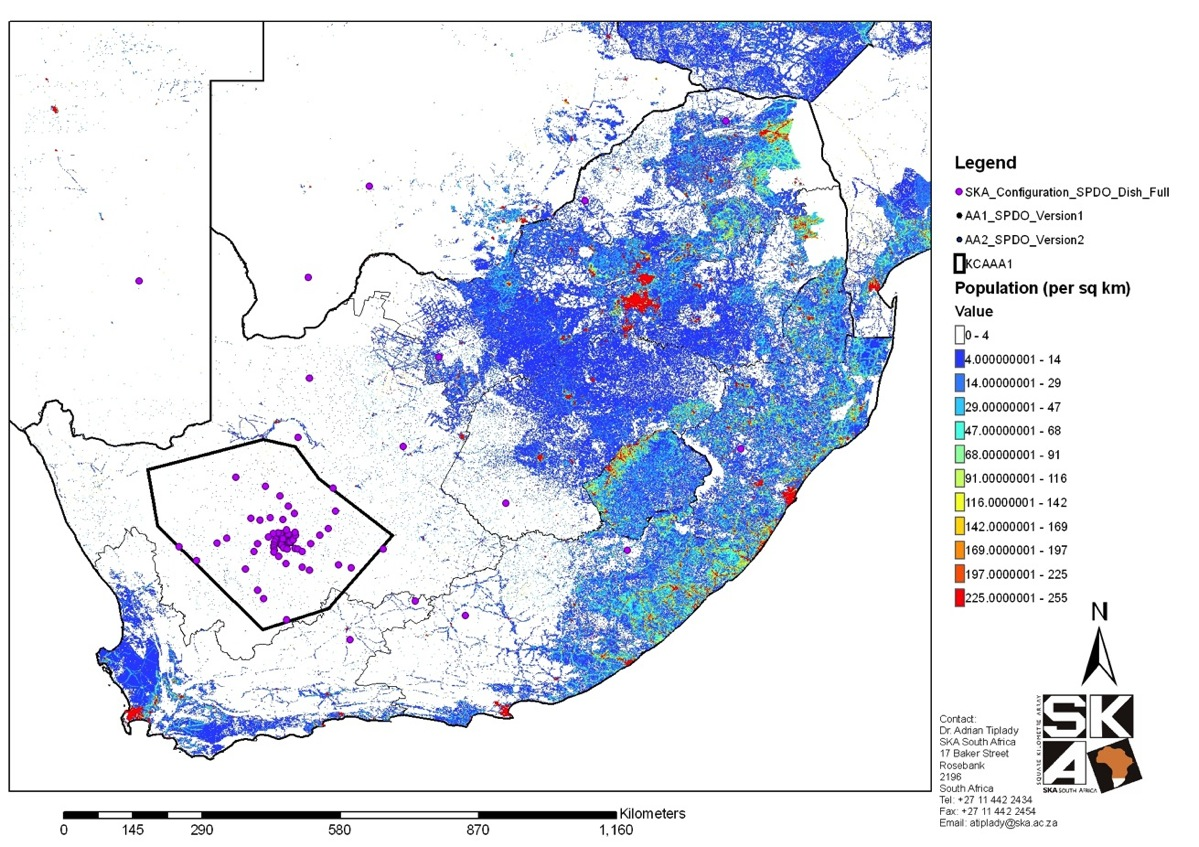 Legend
SKA_Configuration_SPDO_Dish_Full
AA1_SPDO_Version1
AA2_SPDO_Version2
KCAAA1
Population (per sq km)
Value
0 - 4
4.000000001 - 14
14.00000001 - 29
29.00000001 - 47
47.00000001 - 68
68.00000001 - 91
91.00000001 - 116
116.0000001 - 142
142.0000001 - 169
169.0000001 - 197
197.0000001 - 225
225.0000001 - 255
N
Contact:
Dr. Adrian Tiplady
SKA South Africa
17 Baker Street
Rosebank
2196
South Africa
Tel: +27 11 442 2434
Fax: +27 11 442 2454
Email: atiplady@ska.ac.za
SQUARE KILOMETRE ARRAY
SK
A
SKA SOUTH AFRICA
Kilometers
0 145 290 580 870 1,160